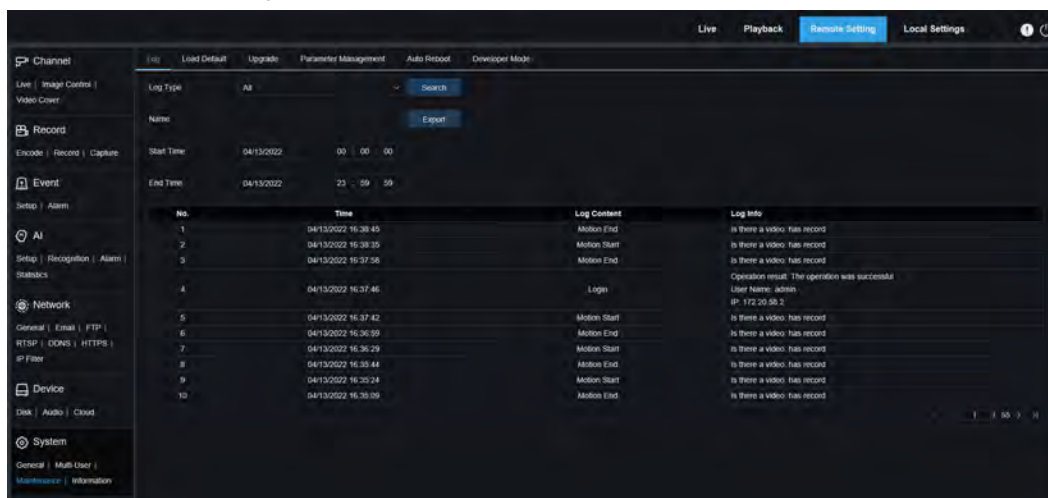 Live Playback Remote Setting Local Settings
Channel
Live | Image Control |
Video Cover
Record
Encode | Record | Capture
Event
Setup | Alarm
AI
Setup | Recognition | Alarm |
Statistics
Network
General | Email | FTP |
RTSP | DDNS | HTTPS |
IP Filter
Device
Disk | Audio | Cloud
System
General | Multi-User |
Maintenance | Information
Log Load Default Upgrade Parameter Management Auto Reboot Developer Mode
Log Type All Search
Name Export
Start Time 04/13/2022 00 : 00 : 00
End Time 04/13/2022 23 : 59 : 59
No. Time Log Content Log Info
1 04/13/2022 16:38:45 Motion End Is there a video: has record
2 04/13/2022 16:38:35 Motion Start Is there a video: has record
3 04/13/2022 16:37:58 Motion End Is there a video: has record
4 04/13/2022 16:37:46 Login Operation result: The operation was successful
User Name: admin
IP: 172.20.58.2
5 04/13/2022 16:37:42 Motion Start Is there a video: has record
6 04/13/2022 16:36:59 Motion End Is there a video: has record
7 04/13/2022 16:36:29 Motion Start Is there a video: has record
8 04/13/2022 16:35:44 Motion End Is there a video: has record
9 04/13/2022 16:35:24 Motion Start Is there a video: has record
10 04/13/2022 16:35:09 Motion End Is there a video: has record
1 / 55